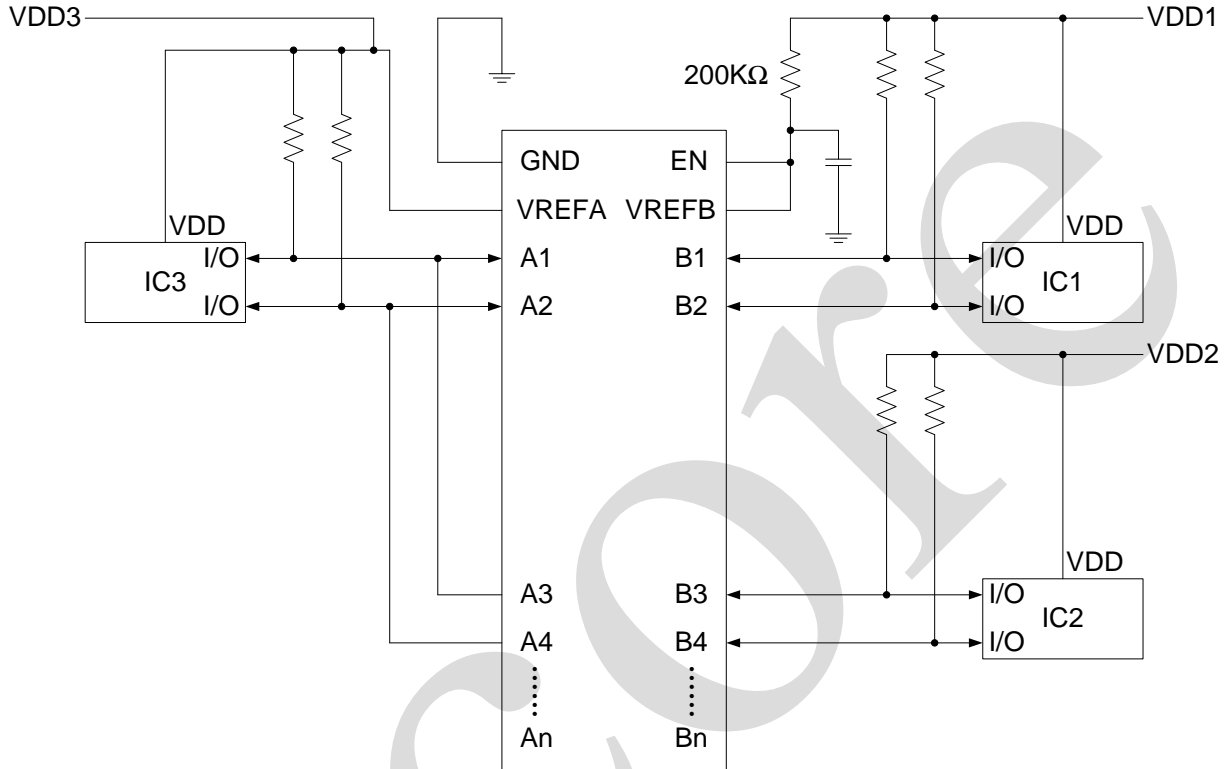 VDD3
VDD1
200KΩ
GND EN
VREFA VREFB
VDD VDD
I/O A1 B1 I/O
IC3 IC1
I/O A2 B2 I/O
VDD2
VDD
A3 B3 I/O
IC2
A4 B4 I/O
An Bn
core